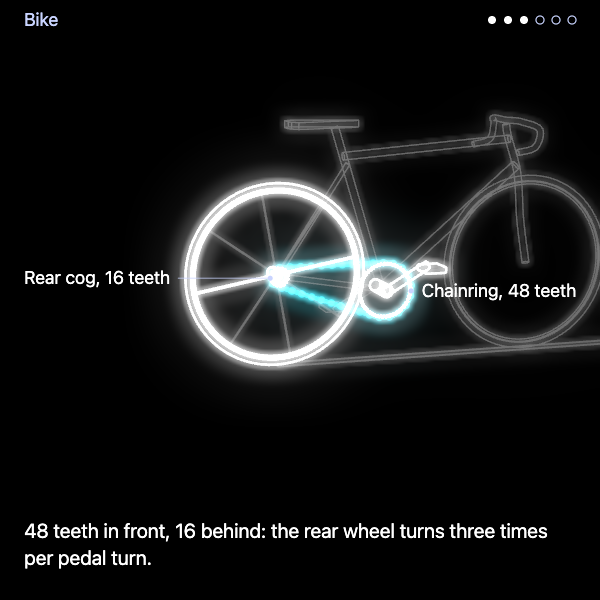 Bike
Rear cog, 16 teeth
Chainring, 48 teeth
48 teeth in front, 16 behind: the rear wheel turns three times
per pedal turn.